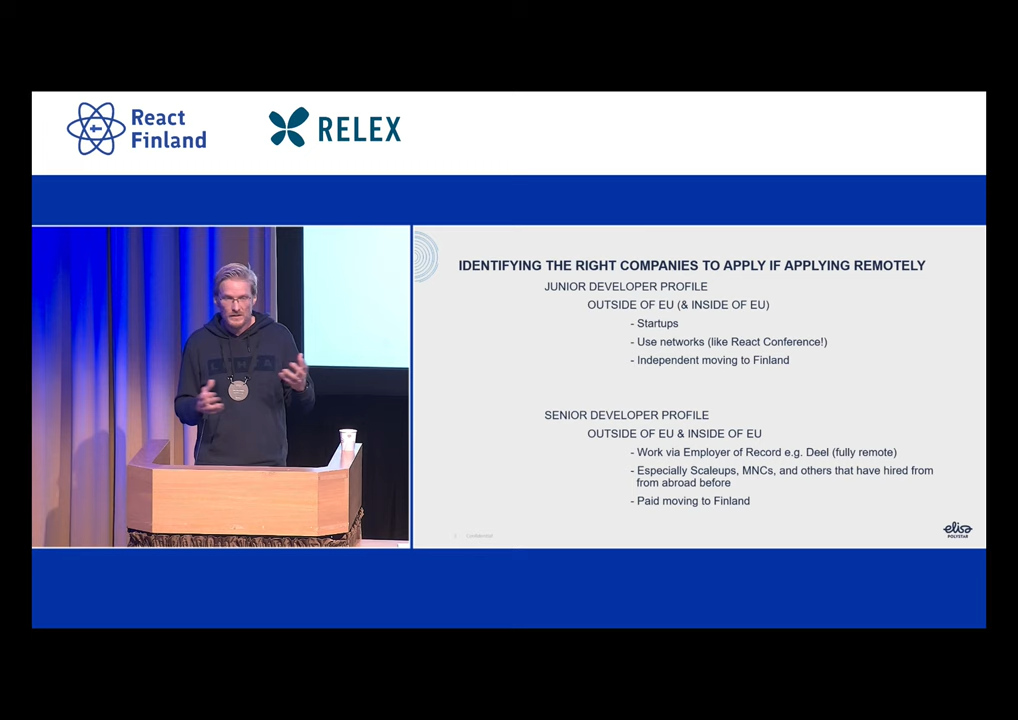 React
Finland
RELEX
IDENTIFYING THE RIGHT COMPANIES TO APPLY IF APPLYING REMOTELY
JUNIOR DEVELOPER PROFILE
OUTSIDE OF EU (& INSIDE OF EU)
- Startups
- Use networks (like React Conference!)
- Independent moving to Finland
SENIOR DEVELOPER PROFILE
OUTSIDE OF EU & INSIDE OF EU
- Work via Employer of Record e.g. Deel (fully remote)
- Especially Scaleups, MNCs, and others that have hired from
from abroad before
- Paid moving to Finland
Confidential
elisa
POLYSTAR